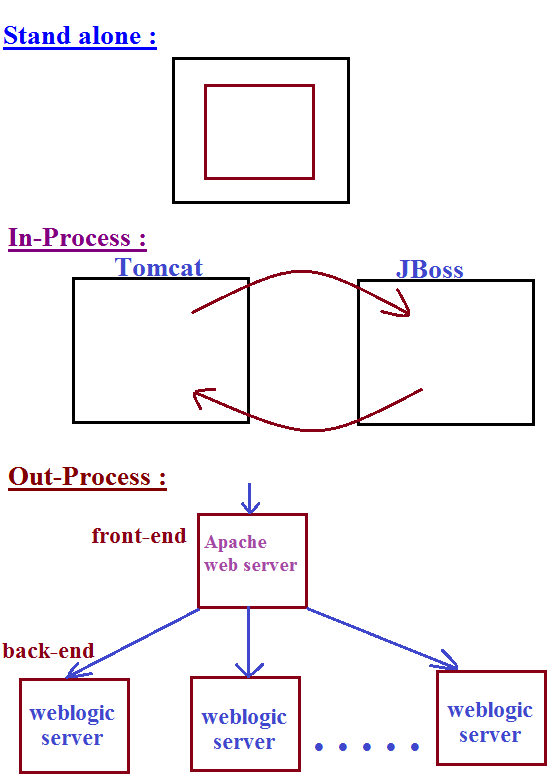 Stand alone :
In-Process :
Tomcat
JBoss
Out-Process :
front-end
Apache
web server
back-end
weblogic
server
weblogic
server
weblogic
server